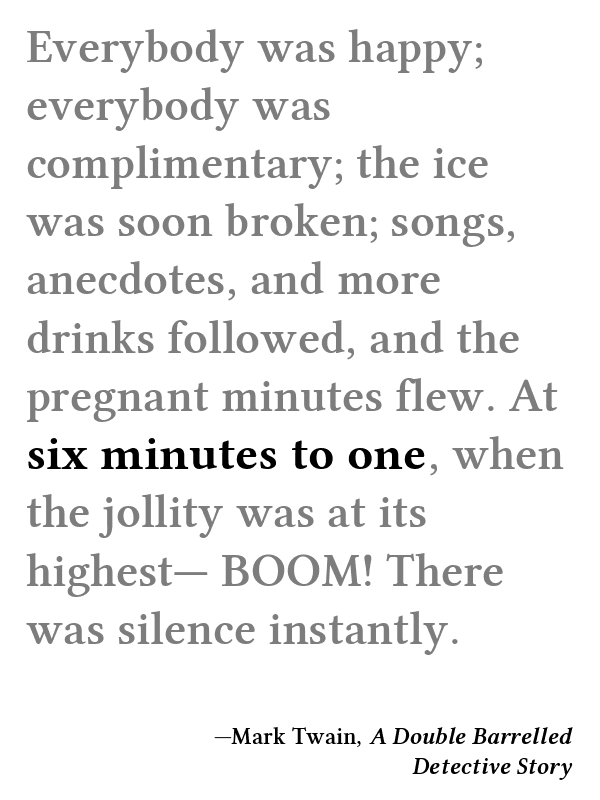 Everybody was happy;
everybody was
complimentary; the ice
was soon broken; songs,
anecdotes, and more
drinks followed, and the
pregnant minutes flew. At
six minutes to one, when
the jollity was at its
highest— BOOM! There
was silence instantly.
—Mark Twain, A Double Barrelled
Detective Story